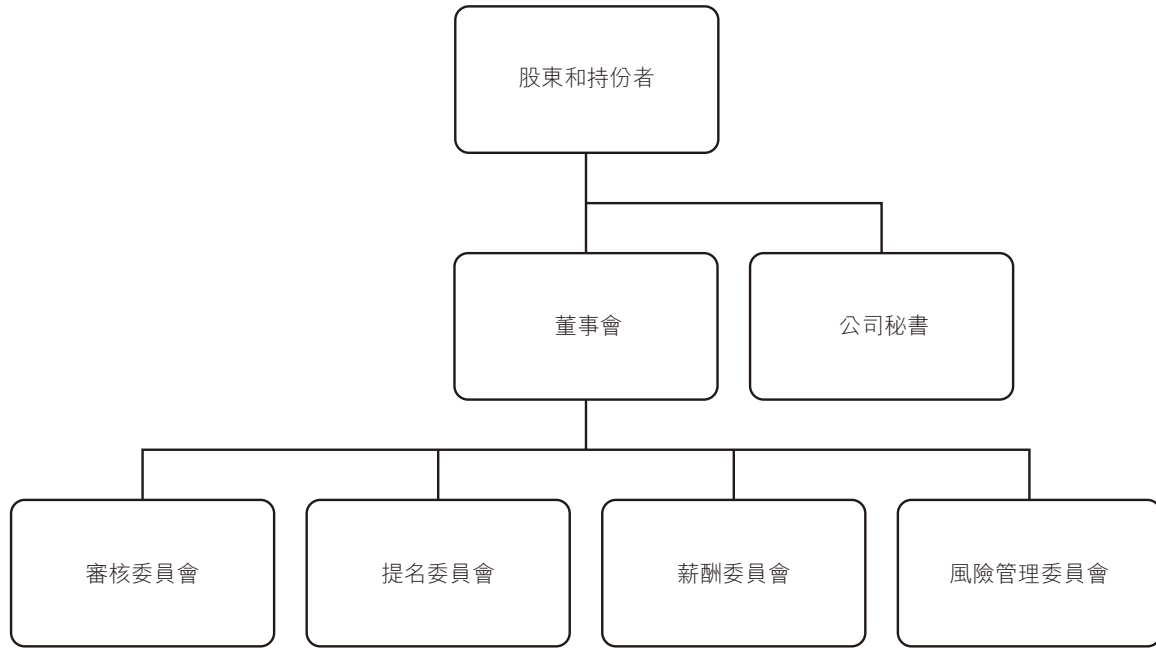 股東和持份者
董事會
公司秘書
審核委員會
提名委員會
薪酬委員會
風險管理委員會